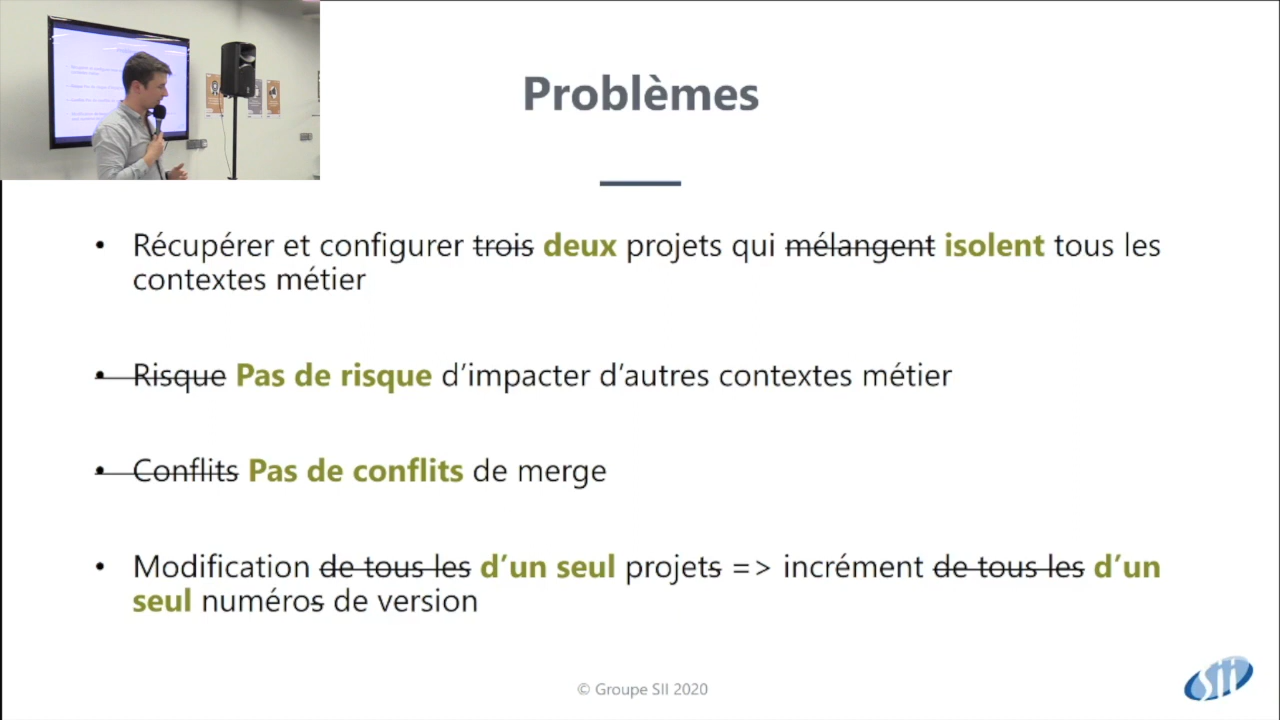 Problèmes
• Récupérer et configurer trois deux projets qui mélangent isolent tous les
contextes métier
• Risque Pas de risque d’impacter d’autres contextes métier
• Conflits Pas de conflits de merge
• Modification de tous les d’un seul projets => incrément de tous les d’un
seul numéros de version
© Groupe SII 2020
sii